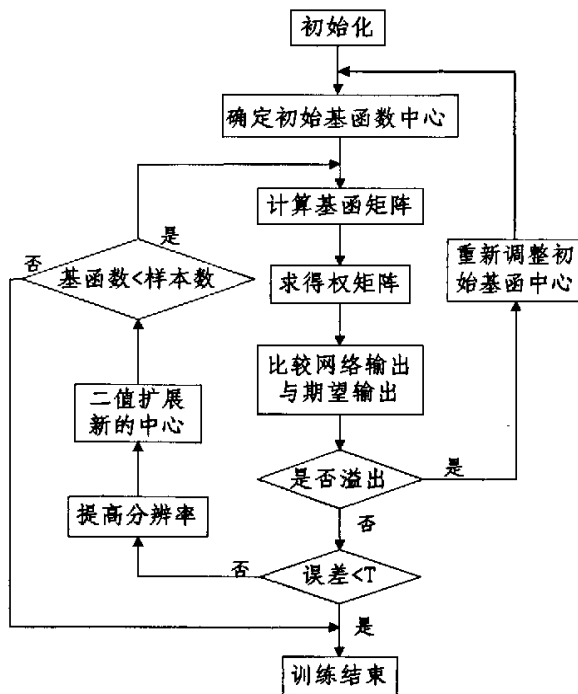 初始化
确定初始基函数中心
计算基函矩阵
是
否
基函数<样本数
求得权矩阵
重新调整初
始基函中心
比较网络输出
与期望输出
二值扩展
新的中心
是否溢出
是
提高分辨率
否
否
误差<T
是
训练结束